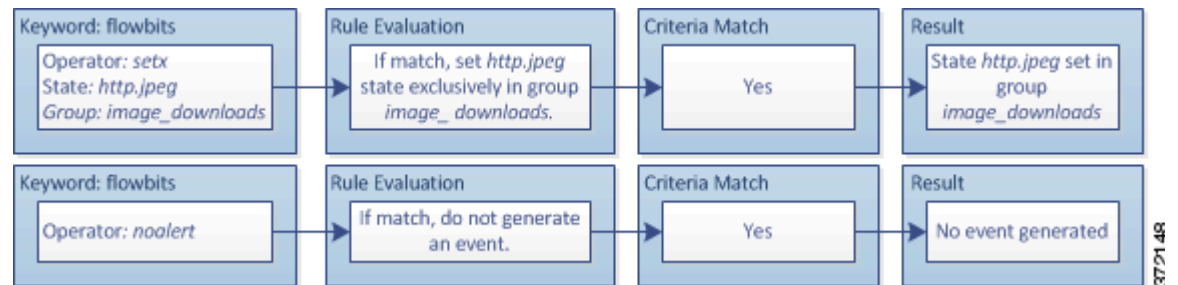 Keyword: flowbits
Operator: setx
State: http.jpeg
Group: image_downloads
Rule Evaluation
If match, set http.jpeg
state exclusively in group
image_ downloads.
Criteria Match
Yes
Result
State http.jpeg set in
group
image_downloads
Keyword: flowbits
Operator: noalert
Rule Evaluation
If match, do not generate
an event.
Criteria Match
Yes
Result
No event generated
372148